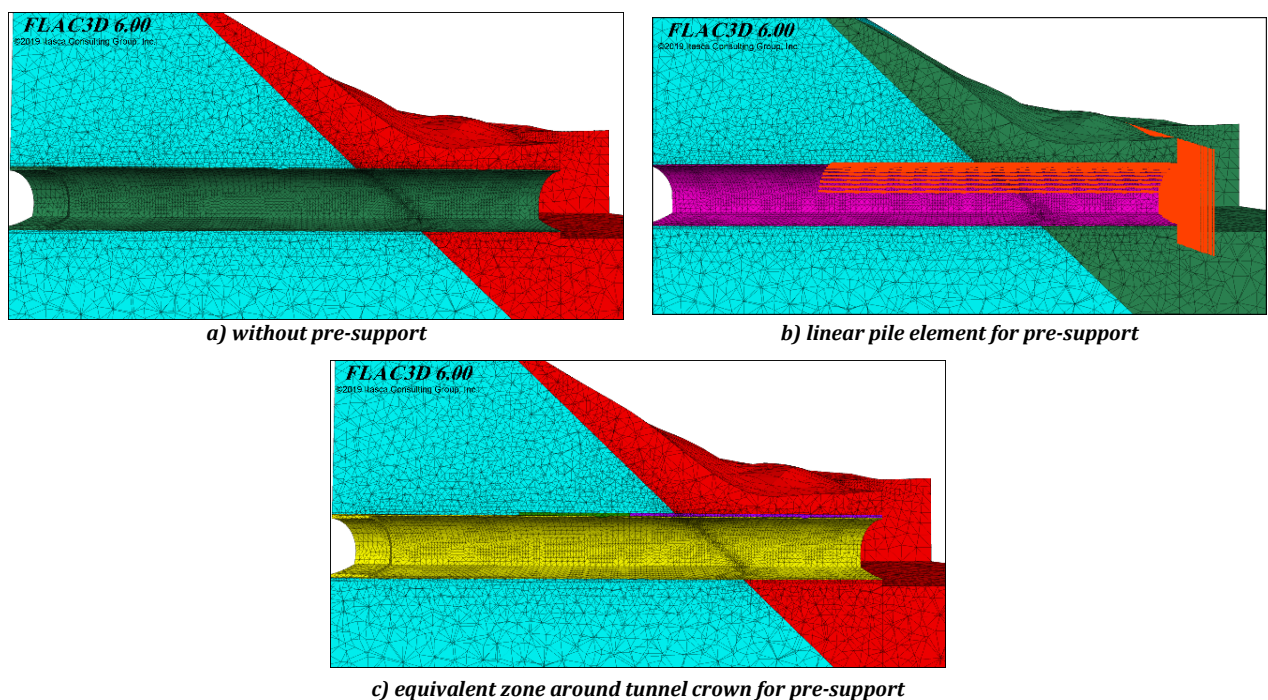 FLAC3D 6.00
©2019 Itasca Consulting Group, Inc.
FLAC3D 6.00
©2019 Itasca Consulting Group, Inc.
a) without pre-support
b) linear pile element for pre-support
FLAC3D 6.00
©2019 Itasca Consulting Group, Inc.
c) equivalent zone around tunnel crown for pre-support